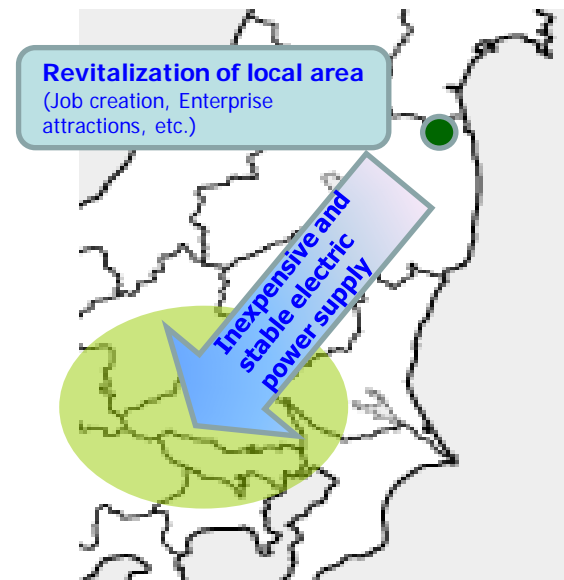 Revitalization of local area
(Job creation, Enterprise
attractions, etc.)
Inexpensive and
stable electric
power supply